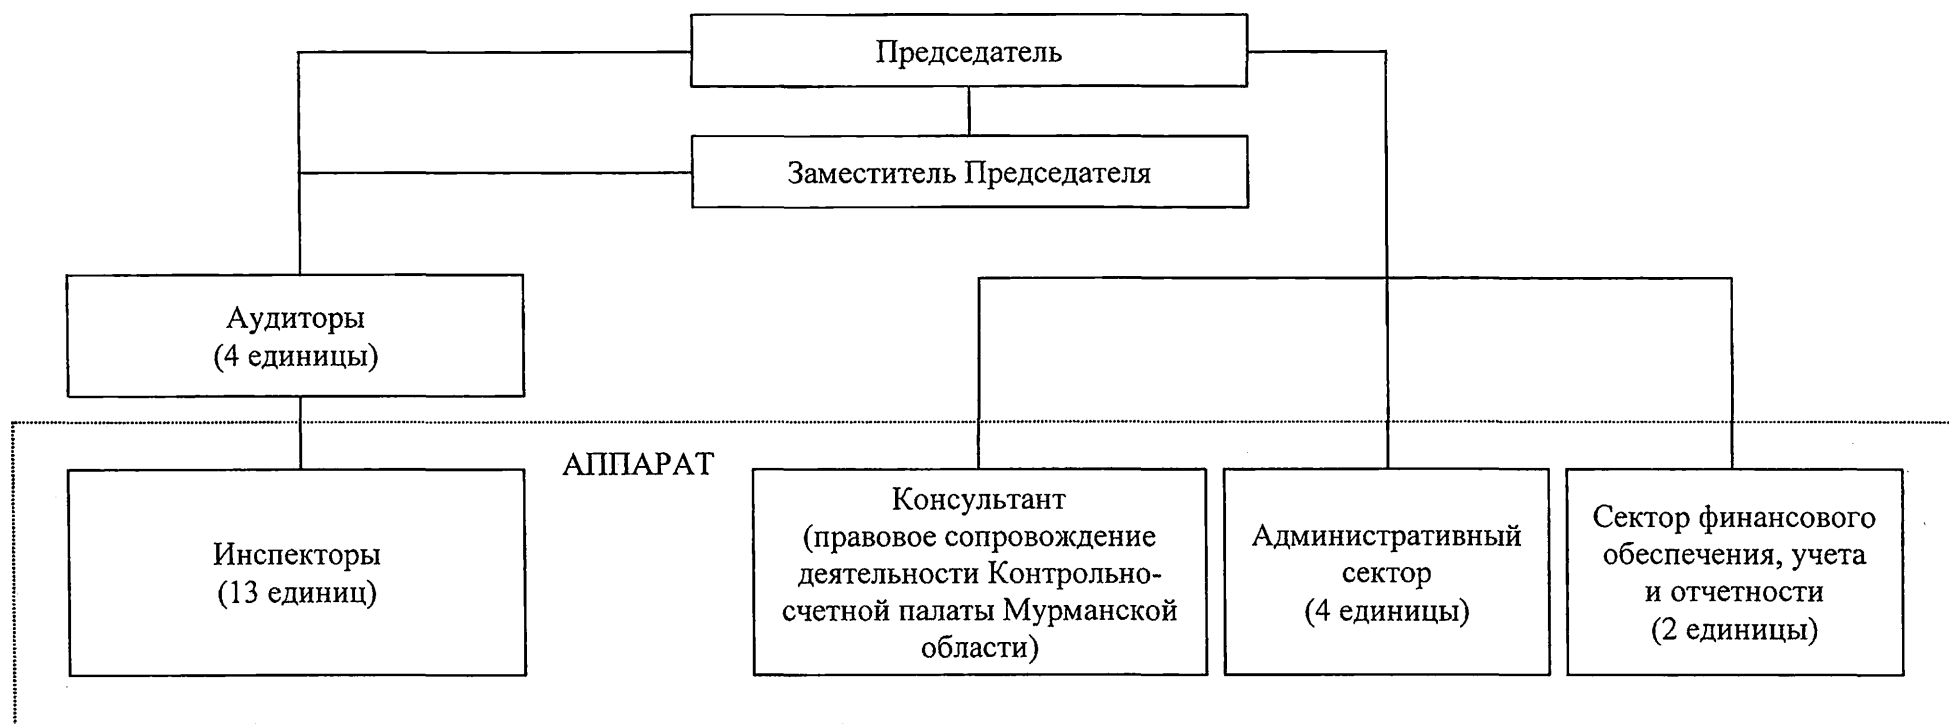 Председатель
Заместитель Председателя
Аудиторы
(4 единицы)
АППАРАТ
Инспекторы
(13 единиц)
Консультант
(правовое сопровождение
деятельности Контрольно-
счетной палаты Мурманской
области)
Административный
сектор
(4 единицы)
Сектор финансового
обеспечения, учета
и отчетности
(2 единицы)